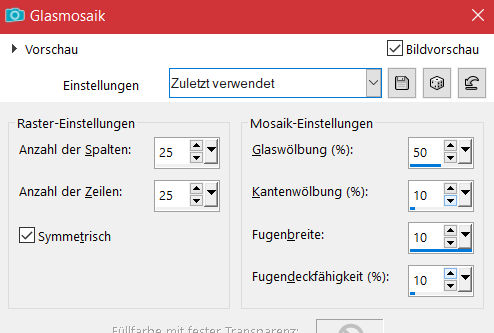 Glasmosaik
Vorschau
Bildvorschau
Einstellungen
Zuletzt verwendet
Raster-Einstellungen
Anzahl der Spalten: 25
Anzahl der Zeilen: 25
Symmetrisch
Mosaik-Einstellungen
Glaswölbung (%): 50
Kantenwölbung (%): 10
Fugenbreite: 10
Fugendeckfähigkeit (%): 10
Füllfarbe mit fester Transparenz: